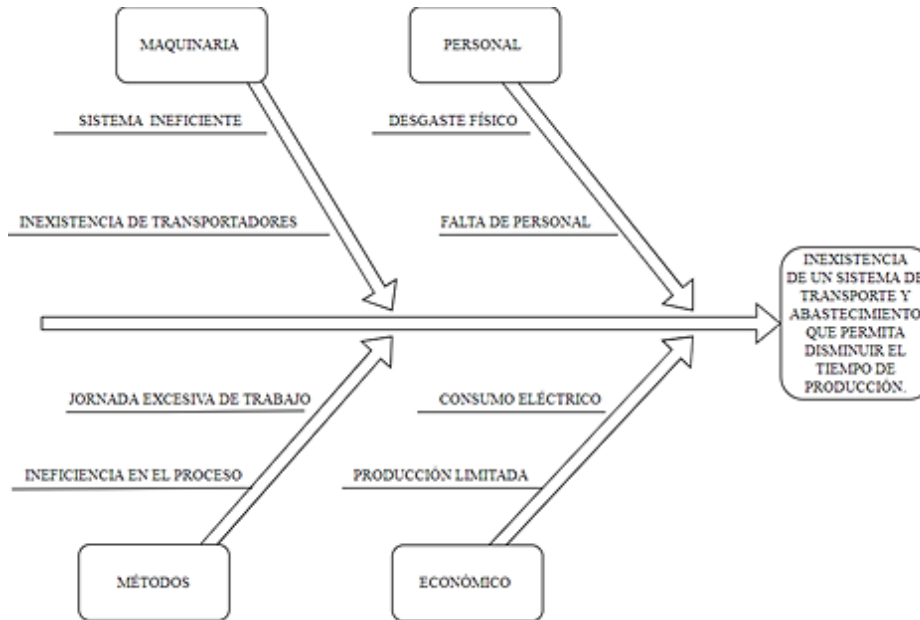 MAQUINARIA
PERSONAL
SISTEMA INEFICIENTE
DESGASTE FÍSICO
INEXISTENCIA DE TRANSPORTADORES
FALTA DE PERSONAL
INEXISTENCIA
DE UN SISTEMA DE
TRANSPORTE Y
ABASTECIMIENTO
QUE PERMITA
DISMINUIR EL
TIEMPO DE
PRODUCCIÓN.
JORNADA EXCESIVA DE TRABAJO
CONSUMO ELÉCTRICO
INEFICIENCIA EN EL PROCESO
PRODUCCIÓN LIMITADA
MÉTODOS
ECONÓMICO